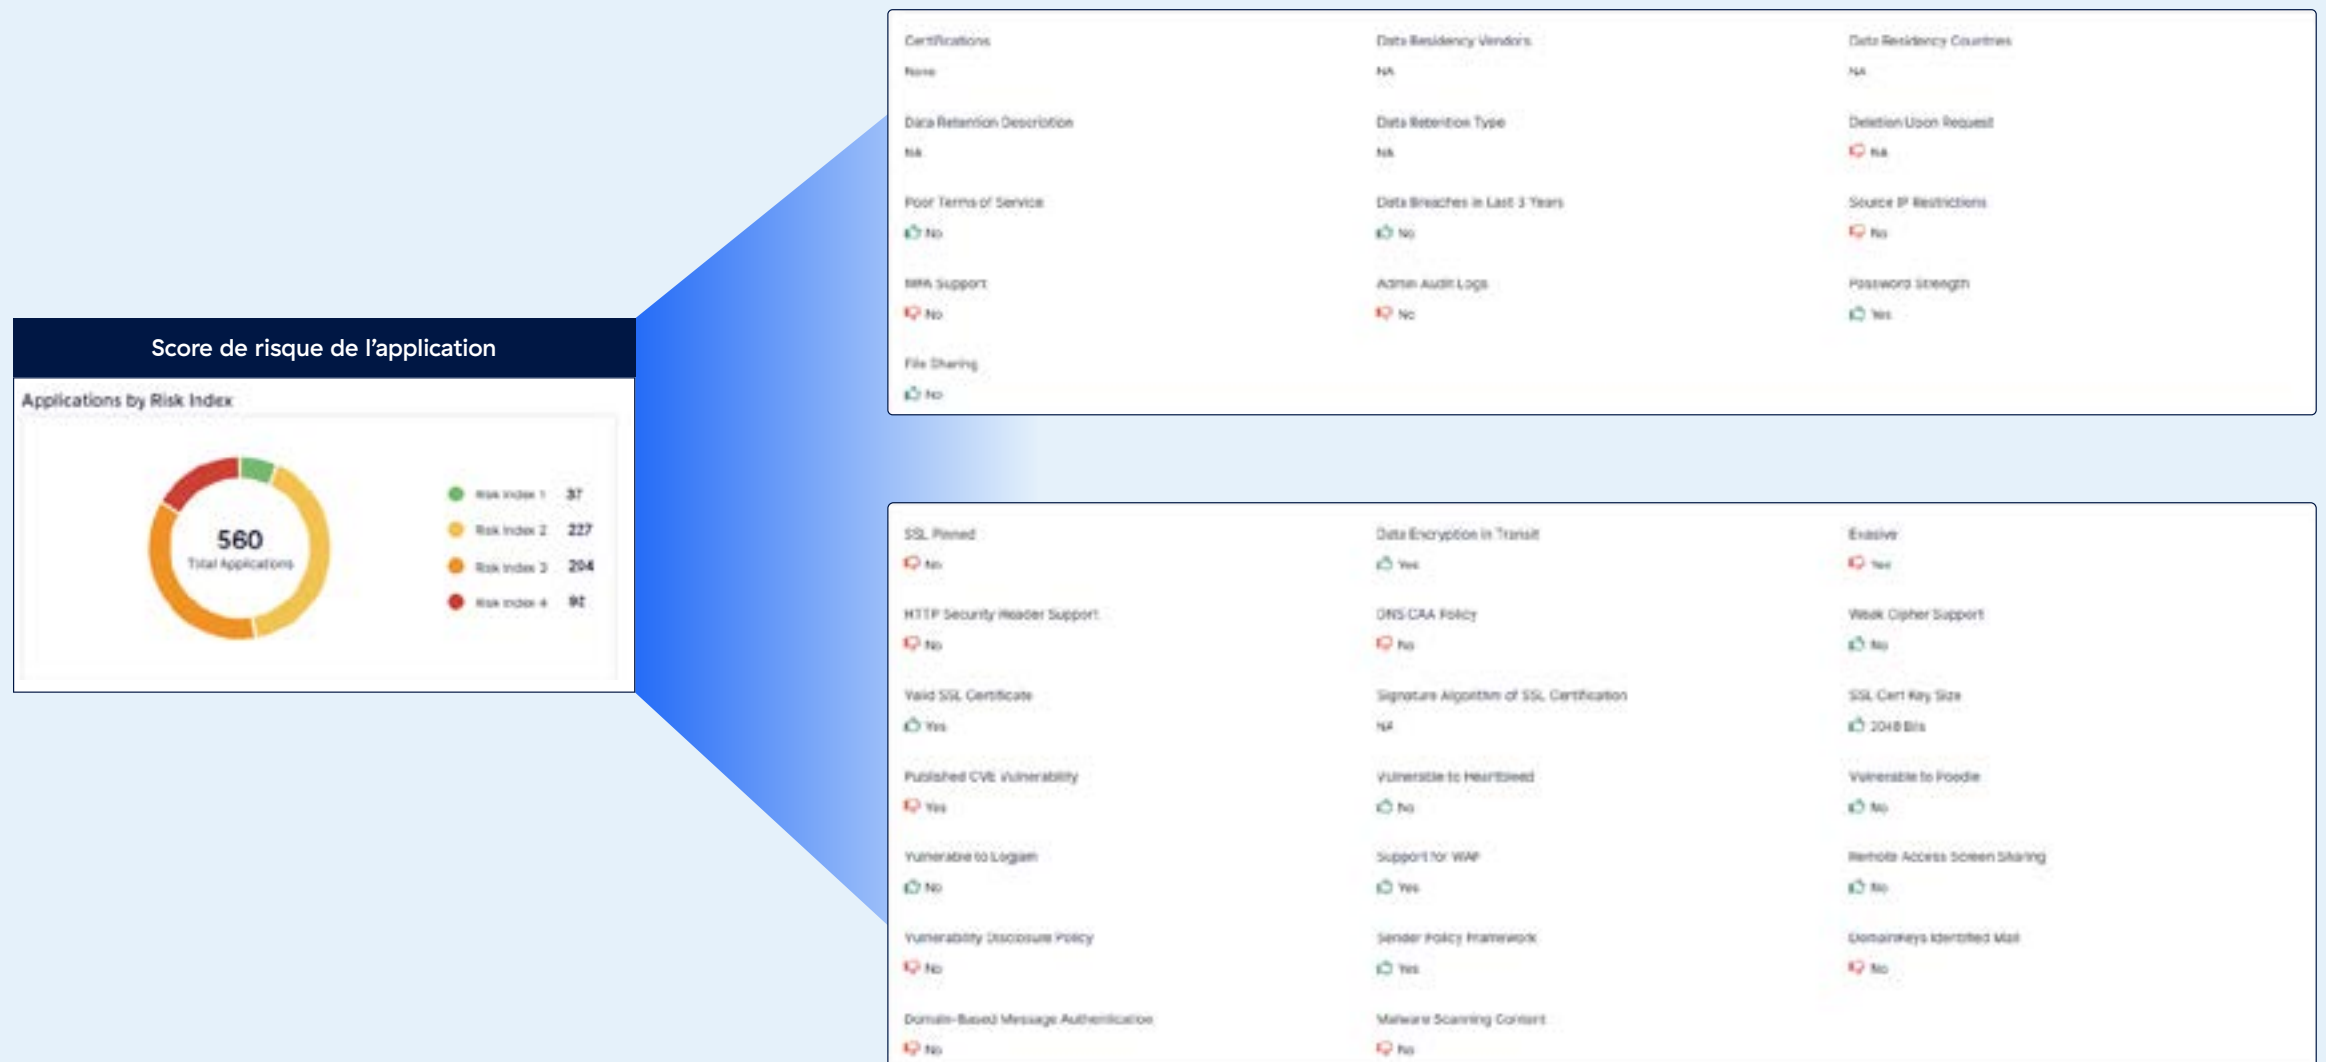 Score de risque de l'application
Applications by Risk Index
560
Total Applications
Risk Index 1 37
Risk Index 2 227
Risk Index 3 204
Risk Index 4 92
Certifications Data Residency Vendors Data Residency Countries
None NA NA
Data Retention Description Data Retention Type Deletion Upon Request
NA NA NA
Poor Terms of Service Data Breaches in Last 3 Years Source IP Restrictions
No No No
MFA Support Admin Audit Logs Password Strength
No No Yes
File Sharing
No
SSL Pinned Data Encryption in Transit Evasive
No Yes Yes
HTTP Security Header Support DNS CAA Policy Weak Cipher Support
No No No
Valid SSL Certificate Signature Algorithm of SSL Certification SSL Cert Key Size
Yes NA 2048 Bits
Published CVE Vulnerability Vulnerable to Heartbleed Vulnerable to Poodle
Yes No No
Vulnerable to Logjam Support for WAF Remote Access Screen Sharing
No Yes No
Vulnerability Disclosure Policy Sender Policy Framework DomainKeys Identified Mail
No Yes No
Domain-Based Message Authentication Malware Scanning Content
No No